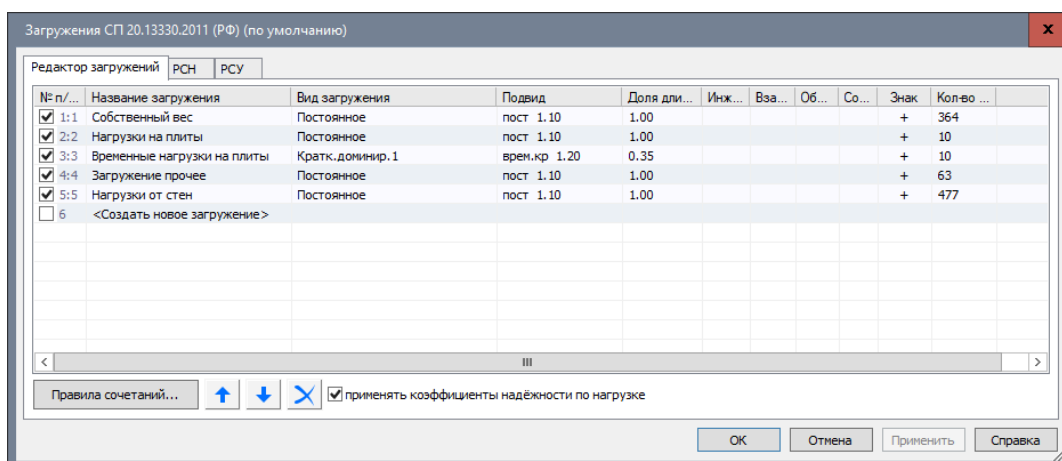 Загружения СП 20.13330.2011 (РФ) (по умолчанию) x
Редактор загружений РСН РСУ
№ п/... Название загружения Вид загружения Подвид Доля дли... Инж... Вза... Об... Со... Знак Кол-во ...
1:1 Собственный вес Постоянное пост 1.10 1.00 + 364
2:2 Нагрузки на плиты Постоянное пост 1.10 1.00 + 10
3:3 Временные нагрузки на плиты Кратк.доминир.1 врем.кр 1.20 0.35 + 10
4:4 Загружение прочее Постоянное пост 1.10 1.00 + 63
5:5 Нагрузки от стен Постоянное пост 1.10 1.00 + 477
6 <Создать новое загружение>
Правила сочетаний... применять коэффициенты надёжности по нагрузке
ОК Отмена Применить Справка